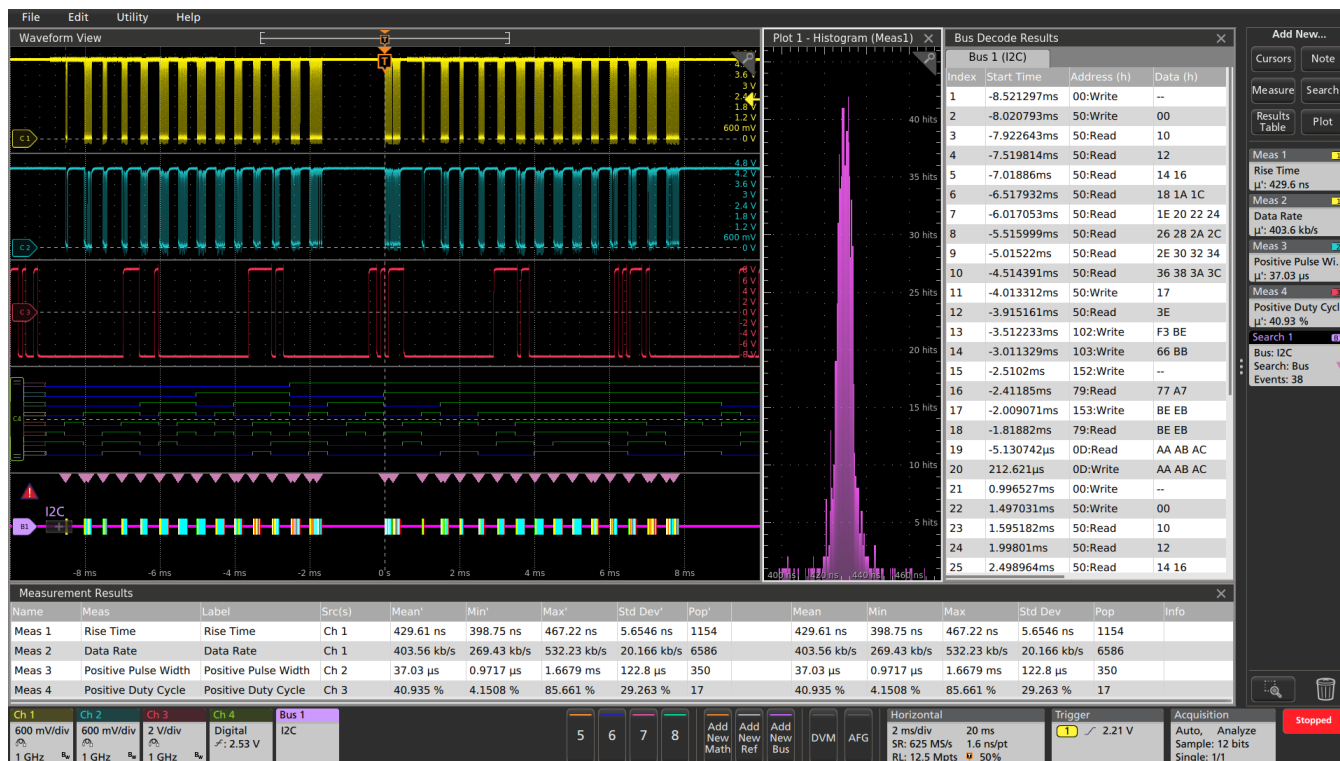 File Edit Utility Help
Waveform View
Plot 1 - Histogram (Meas1)
Bus Decode Results
Add New...
Cursors Note
Measure Search
Results Table Plot
Bus 1 (I2C)
Index Start Time Address (h) Data (h)
1 -8.521297ms 00:Write --
2 -8.020793ms 50:Write 00
3 -7.922643ms 50:Read 10
4 -7.519814ms 50:Read 12
5 -7.01886ms 50:Read 14 16
6 -6.517932ms 50:Read 18 1A 1C
7 -6.017053ms 50:Read 1E 20 22 24
8 -5.515999ms 50:Read 26 28 2A 2C
9 -5.01522ms 50:Read 2E 30 32 34
10 -4.514391ms 50:Read 36 38 3A 3C
11 -4.013312ms 50:Write 17
12 -3.915161ms 50:Read 3E
13 -3.512233ms 102:Write F3 BE
14 -3.011329ms 103:Write 66 BB
15 -2.5102ms 152:Write --
16 -2.41185ms 79:Read 77 A7
17 -2.009071ms 153:Write BE EB
18 -1.81882ms 79:Read BE EB
19 -5.130742µs 0D:Read AA AB AC
20 212.621µs 0D:Write AA AB AC
21 0.996527ms 00:Write --
22 1.497031ms 50:Write 00
23 1.595182ms 50:Read 10
24 1.99801ms 50:Read 12
25 2.498964ms 50:Read 14 16
T
T
3.6
3 V
2.4 V
1.8 V
1.2 V
600 mV
0 V
C 1
4.8 V
4.2 V
3.6 V
3 V
2.4 V
1.8 V
1.2 V
600 mV
0 V
C 2
8 V
6 V
4 V
2 V
0 V
-2 V
-4 V
-6 V
-8 V
C 3
C4
I2C
B1
-8 ms -6 ms -4 ms -2 ms 0 s 2 ms 4 ms 6 ms 8 ms
40 hits
35 hits
30 hits
25 hits
20 hits
15 hits
10 hits
5 hits
400 ns 420 ns 440 ns 460 ns
Meas 1
Rise Time
µ': 429.6 ns
Meas 2
Data Rate
µ': 403.6 kb/s
Meas 3
Positive Pulse Wi..
µ': 37.03 µs
Meas 4
Positive Duty Cycl
µ': 40.93 %
Search 1
Bus: I2C
Search: Bus
Events: 38
Measurement Results
Name Meas Label Src(s) Mean' Min' Max' Std Dev' Pop' Mean Min Max Std Dev Pop Info
Meas 1 Rise Time Rise Time Ch 1 429.61 ns 398.75 ns 467.22 ns 5.6546 ns 1154 429.61 ns 398.75 ns 467.22 ns 5.6546 ns 1154
Meas 2 Data Rate Data Rate Ch 1 403.56 kb/s 269.43 kb/s 532.23 kb/s 20.166 kb/s 6586 403.56 kb/s 269.43 kb/s 532.23 kb/s 20.166 kb/s 6586
Meas 3 Positive Pulse Width Positive Pulse Width Ch 2 37.03 µs 0.9717 µs 1.6679 ms 122.8 µs 350 37.03 µs 0.9717 µs 1.6679 ms 122.8 µs 350
Meas 4 Positive Duty Cycle Positive Duty Cycle Ch 3 40.935 % 4.1508 % 85.661 % 29.263 % 17 40.935 % 4.1508 % 85.661 % 29.263 % 17
Ch 1
600 mV/div
1 GHz Bw
Ch 2
600 mV/div
1 GHz Bw
Ch 3
2 V/div
1 GHz Bw
Ch 4
Digital
: 2.53 V
Bus 1
I2C
5 6 7 8
Add New Math
Add New Ref
Add New Bus
DVM AFG
Horizontal
2 ms/div 20 ms
SR: 625 MS/s 1.6 ns/pt
RL: 12.5 Mpts T 50%
Trigger
1 2.21 V
Acquisition
Auto, Analyze
Sample: 12 bits
Single: 1/1
Stopped